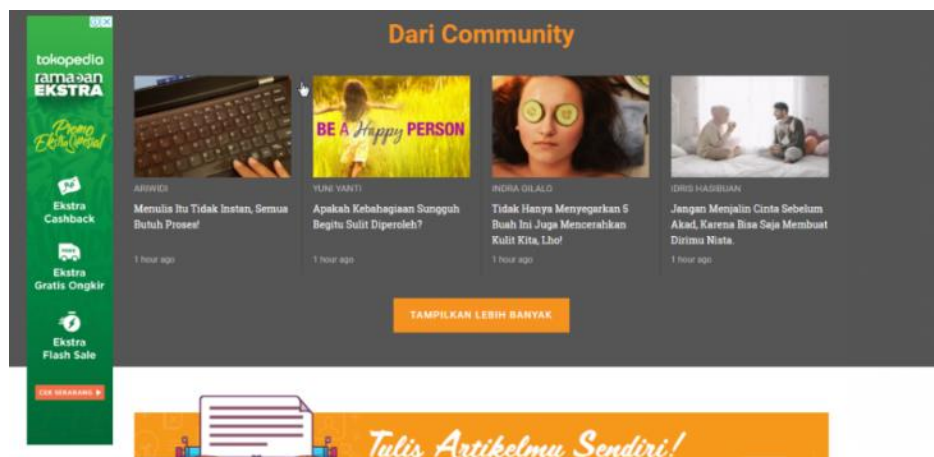 Dari Community
tokopedia
ramadan
EKSTRA
Promo
Ekstra Spesial
Ekstra
Cashback
Ekstra
Gratis Ongkir
Ekstra
Flash Sale
CEK SEKARANG
BE A Happy PERSON
ARIWIDI
Menulis Itu Tidak Instan, Semua
Butuh Proses!
1 hour ago
YUNI YANTI
Apakah Kebahagiaan Sungguh
Begitu Sulit Diperoleh?
1 hour ago
INDRA GILALO
Tidak Hanya Menyegarkan 5
Buah Ini Juga Mencerahkan
Kulit Kita, Lho!
1 hour ago
IDRIS HASIBUAN
Jangan Menjalin Cinta Sebelum
Akad, Karena Bisa Saja Membuat
Dirimu Nista.
1 hour ago
TAMPILKAN LEBIH BANYAK
Tulis Artikelmu Sendiri!